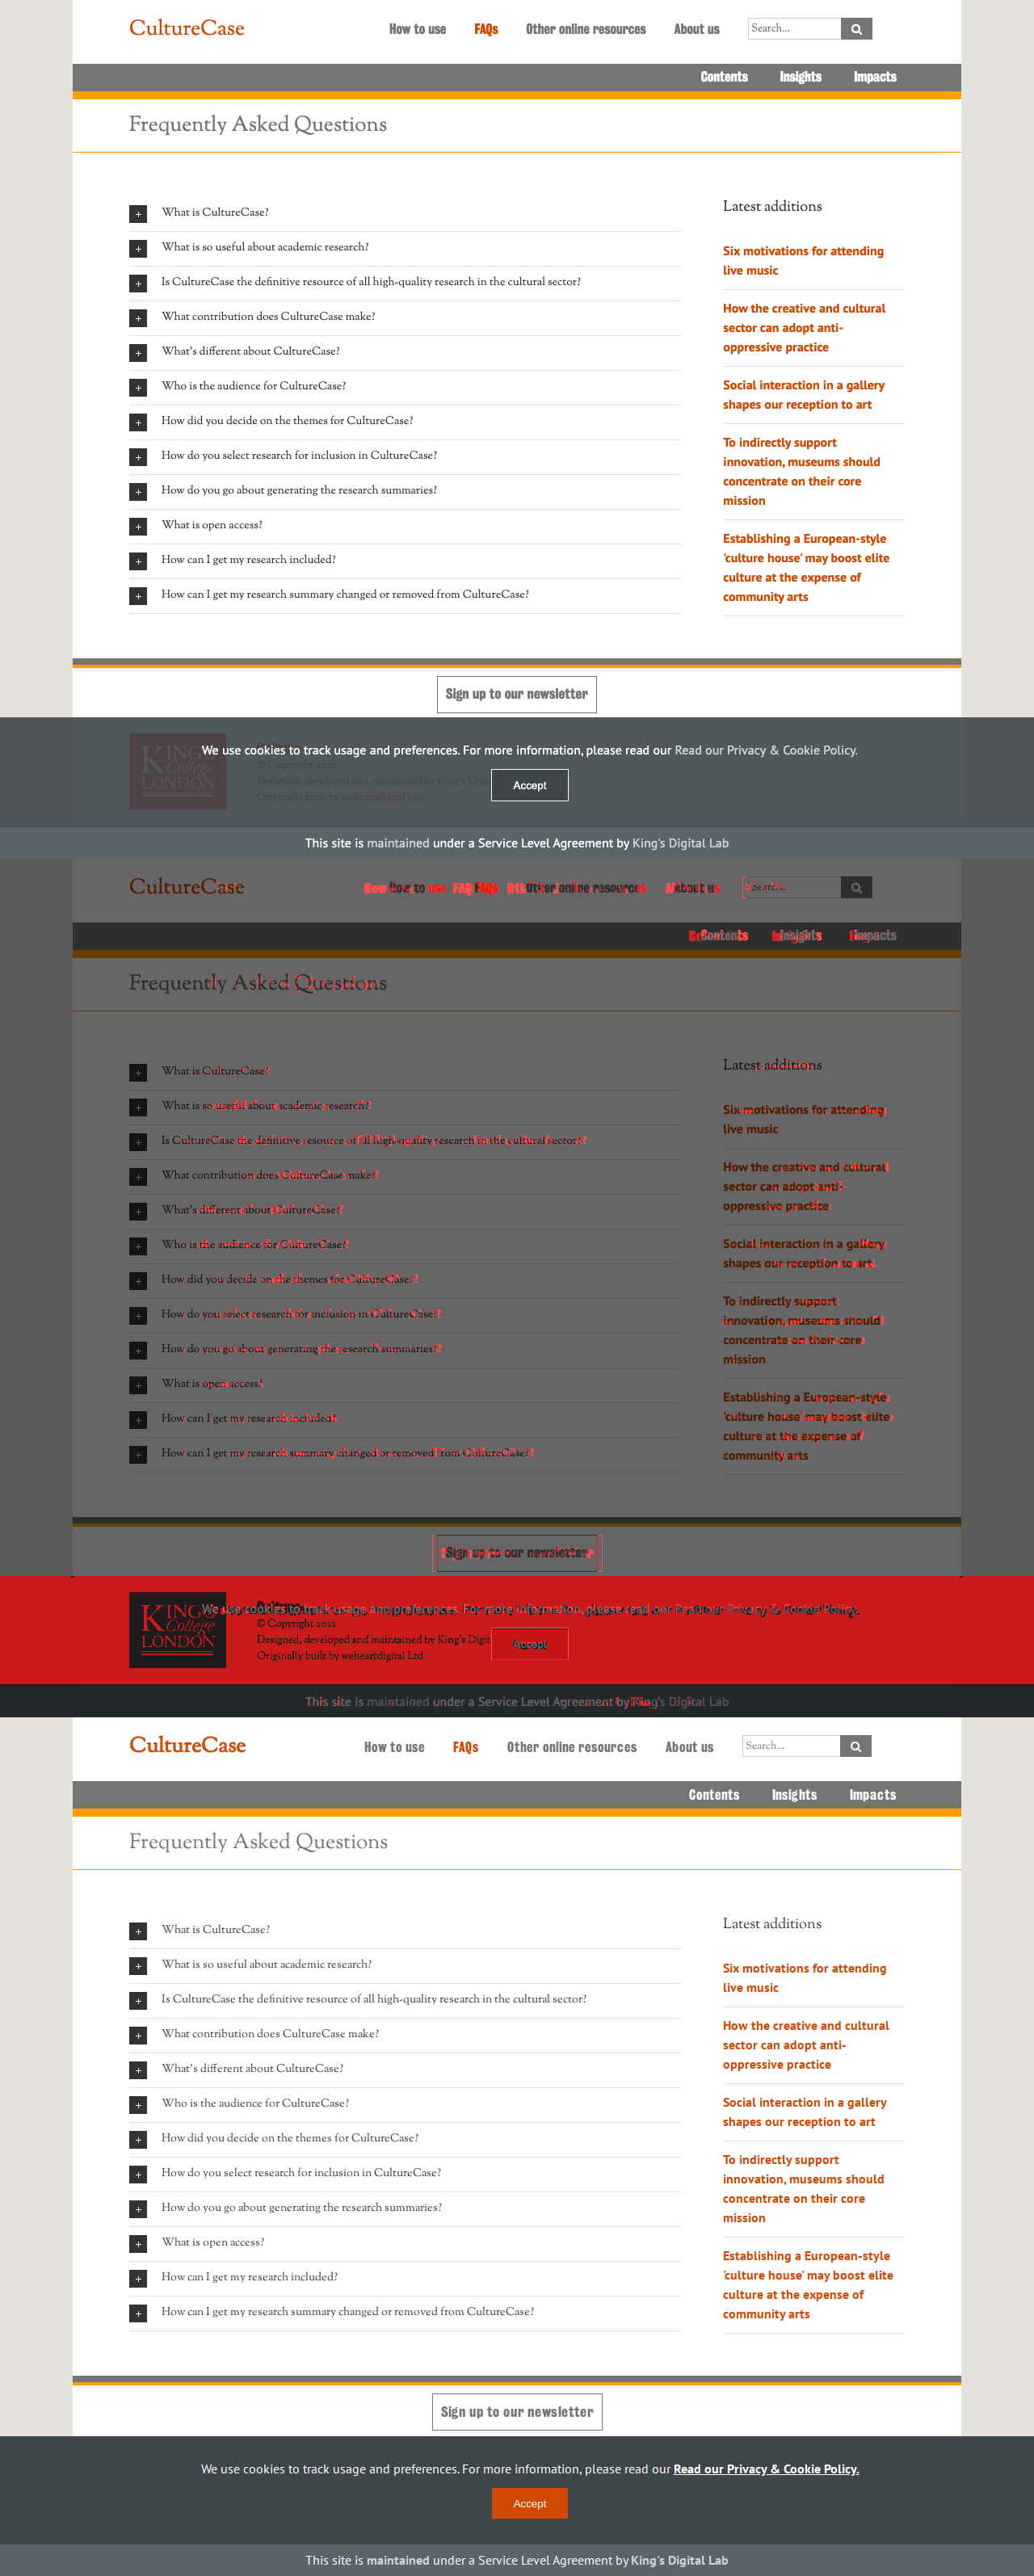 CultureCase
How to use FAQs Other online resources About us Search...
Contents Insights Impacts
Frequently Asked Questions
What is CultureCase?
What is so useful about academic research?
Is CultureCase the definitive resource of all high-quality research in the cultural sector?
What contribution does CultureCase make?
What's different about CultureCase?
Who is the audience for CultureCase?
How did you decide on the themes for CultureCase?
How do you select research for inclusion in CultureCase?
How do you go about generating the research summaries?
What is open access?
How can I get my research included?
How can I get my research summary changed or removed from CultureCase?
Latest additions
Six motivations for attending
live music
How the creative and cultural
sector can adopt anti-
oppressive practice
Social interaction in a gallery
shapes our reception to art
To indirectly support
innovation, museums should
concentrate on their core
mission
Establishing a European-style
'culture house' may boost elite
culture at the expense of
community arts
Sign up to our newsletter
We use cookies to track usage and preferences. For more information, please read our Read our Privacy & Cookie Policy.
KING'S
College
LONDON
© Copyright 2022
Designed, developed and maintained by King's Digit
Originally built by weheartdigital Ltd
Accept
This site is maintained under a Service Level Agreement by King's Digital Lab
CultureCase
How to use FAQs Other online resources About us Search...
Contents Insights Impacts
Frequently Asked Questions
What is CultureCase?
What is so useful about academic research?
Is CultureCase the definitive resource of all high-quality research in the cultural sector?
What contribution does CultureCase make?
What's different about CultureCase?
Who is the audience for CultureCase?
How did you decide on the themes for CultureCase?
How do you select research for inclusion in CultureCase?
How do you go about generating the research summaries?
What is open access?
How can I get my research included?
How can I get my research summary changed or removed from CultureCase?
Latest additions
Six motivations for attending
live music
How the creative and cultural
sector can adopt anti-
oppressive practice
Social interaction in a gallery
shapes our reception to art
To indirectly support
innovation, museums should
concentrate on their core
mission
Establishing a European-style
'culture house' may boost elite
culture at the expense of
community arts
Sign up to our newsletter
We use cookies to track usage and preferences. For more information, please read our Read our Privacy & Cookie Policy.
KING'S
College
LONDON
© Copyright 2022
Designed, developed and maintained by King's Digit
Originally built by weheartdigital Ltd
Accept
This site is maintained under a Service Level Agreement by King's Digital Lab
CultureCase
How to use FAQs Other online resources About us Search...
Contents Insights Impacts
Frequently Asked Questions
What is CultureCase?
What is so useful about academic research?
Is CultureCase the definitive resource of all high-quality research in the cultural sector?
What contribution does CultureCase make?
What's different about CultureCase?
Who is the audience for CultureCase?
How did you decide on the themes for CultureCase?
How do you select research for inclusion in CultureCase?
How do you go about generating the research summaries?
What is open access?
How can I get my research included?
How can I get my research summary changed or removed from CultureCase?
Latest additions
Six motivations for attending
live music
How the creative and cultural
sector can adopt anti-
oppressive practice
Social interaction in a gallery
shapes our reception to art
To indirectly support
innovation, museums should
concentrate on their core
mission
Establishing a European-style
'culture house' may boost elite
culture at the expense of
community arts
Sign up to our newsletter
We use cookies to track usage and preferences. For more information, please read our Read our Privacy & Cookie Policy.
Accept
This site is maintained under a Service Level Agreement by King's Digital Lab